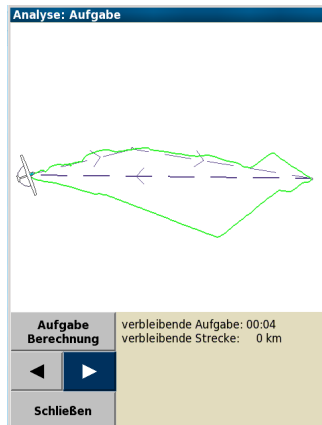 Analyse: Aufgabe
Aufgabe
Berechnung
verbleibende Aufgabe: 00:04
verbleibende Strecke: 0 km
Schließen